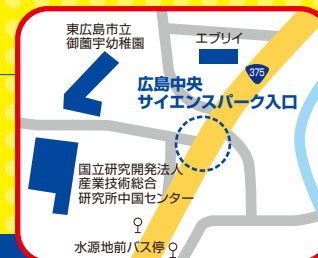 東広島市立
御薗宇幼稚園
エブリイ
375
広島中央
サイエンスパーク入口
国立研究開発法人
産業技術総合
研究所中国センター
水源地前バス停